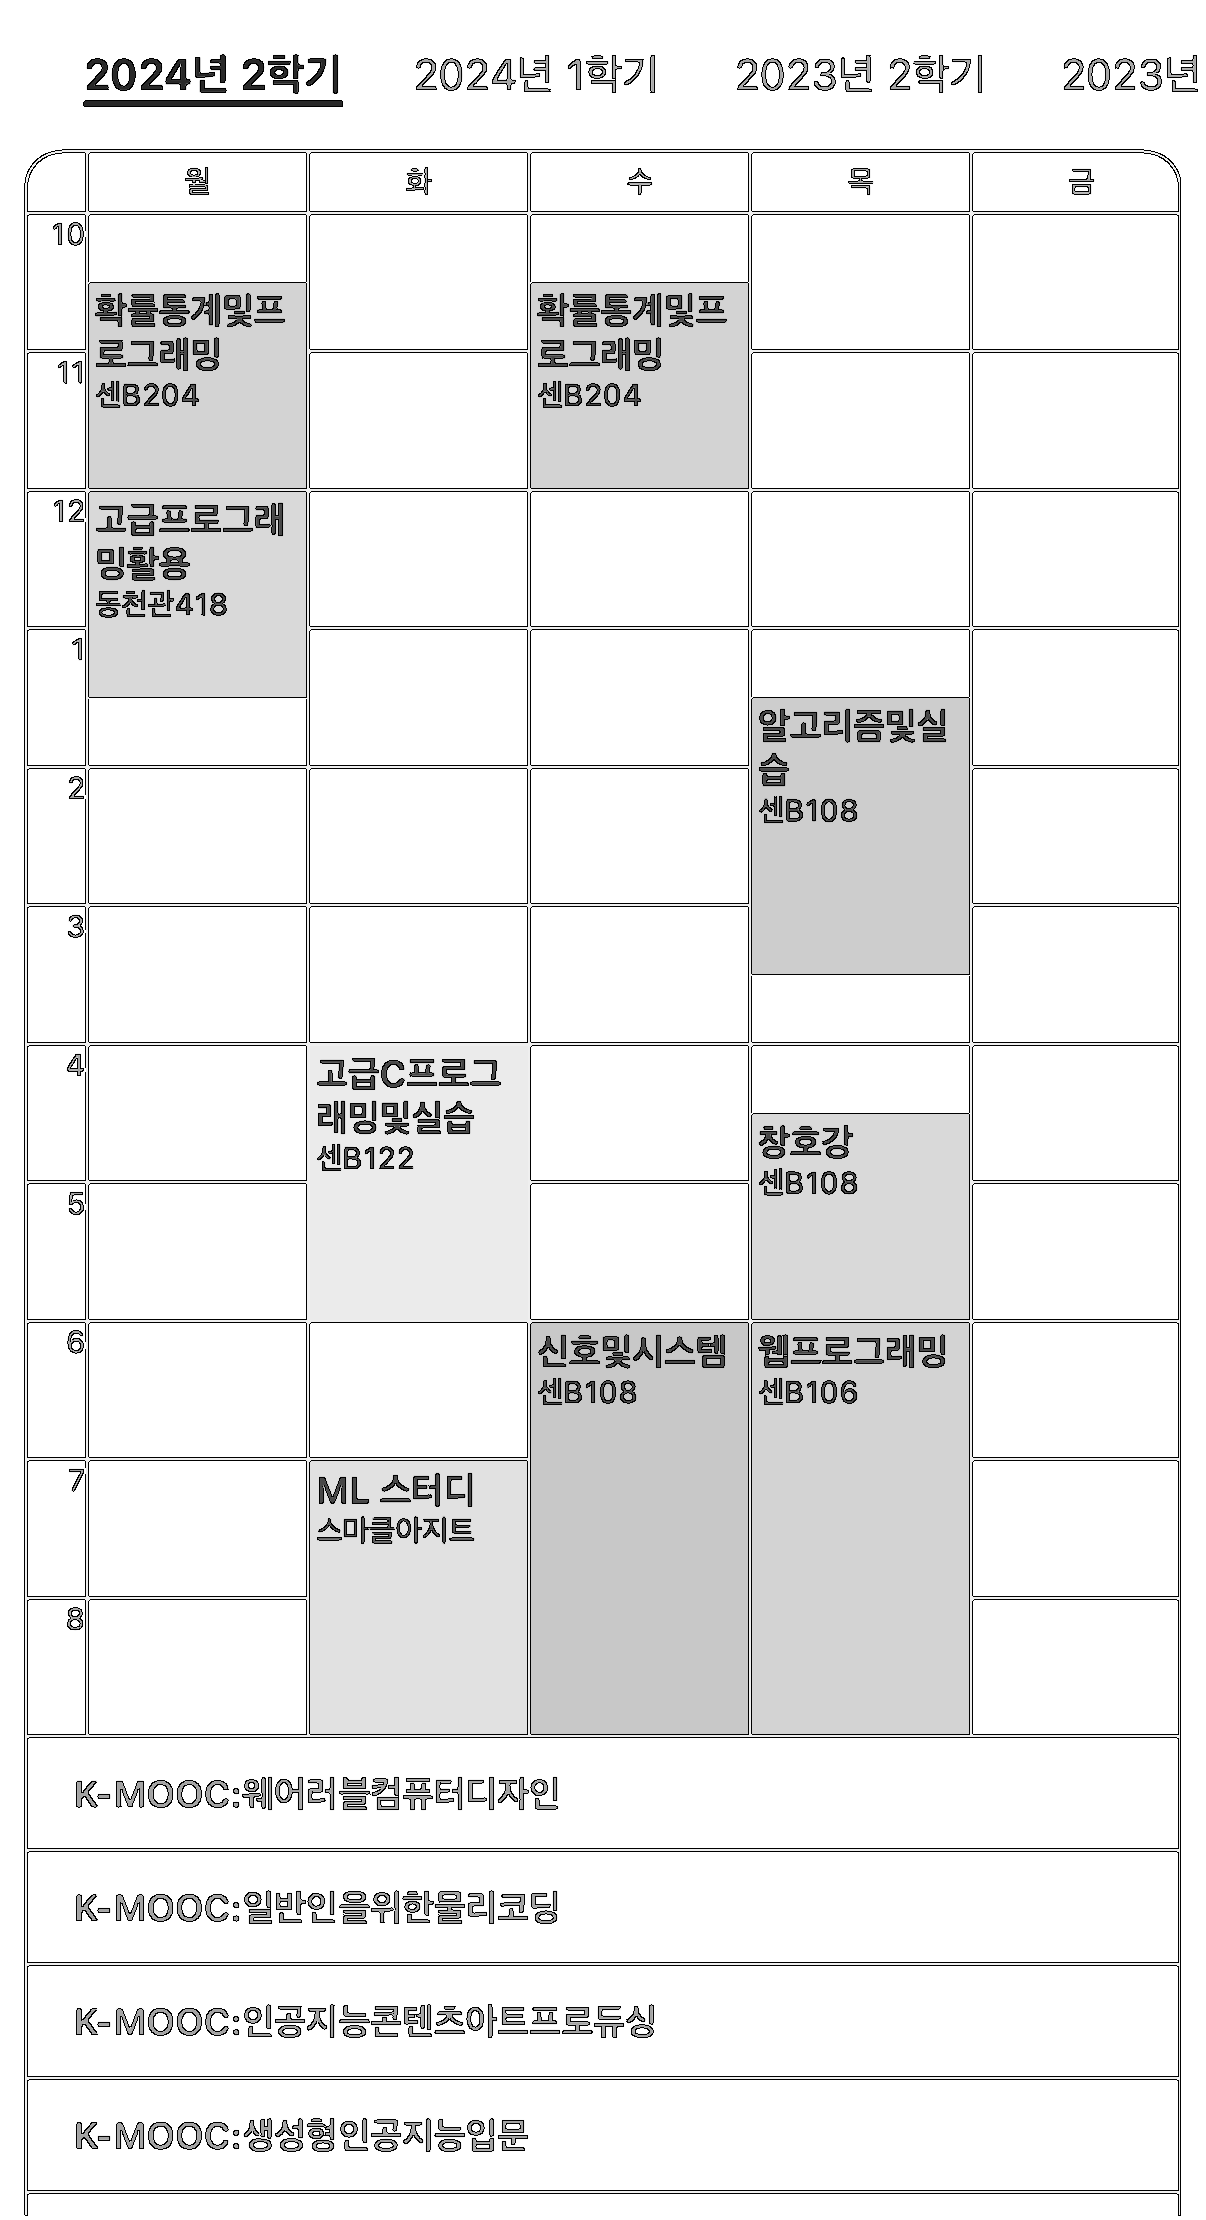 2024년 2학기 2024년 1학기 2023년 2학기 2023년
월 화 수 목 금
10
확률통계및프
로그래밍
센B204
확률통계및프
로그래밍
센B204
11
12
고급프로그래
밍활용
동천관418
1
알고리즘및실
습
센B108
2
3
4
고급C프로그
래밍및실습
센B122
창호강
센B108
5
6
신호및시스템
센B108
웹프로그래밍
센B106
7
ML 스터디
스마클아지트
8
K-MOOC:웨어러블컴퓨터디자인
K-MOOC:일반인을위한물리코딩
K-MOOC:인공지능콘텐츠아트프로듀싱
K-MOOC:생성형인공지능입문